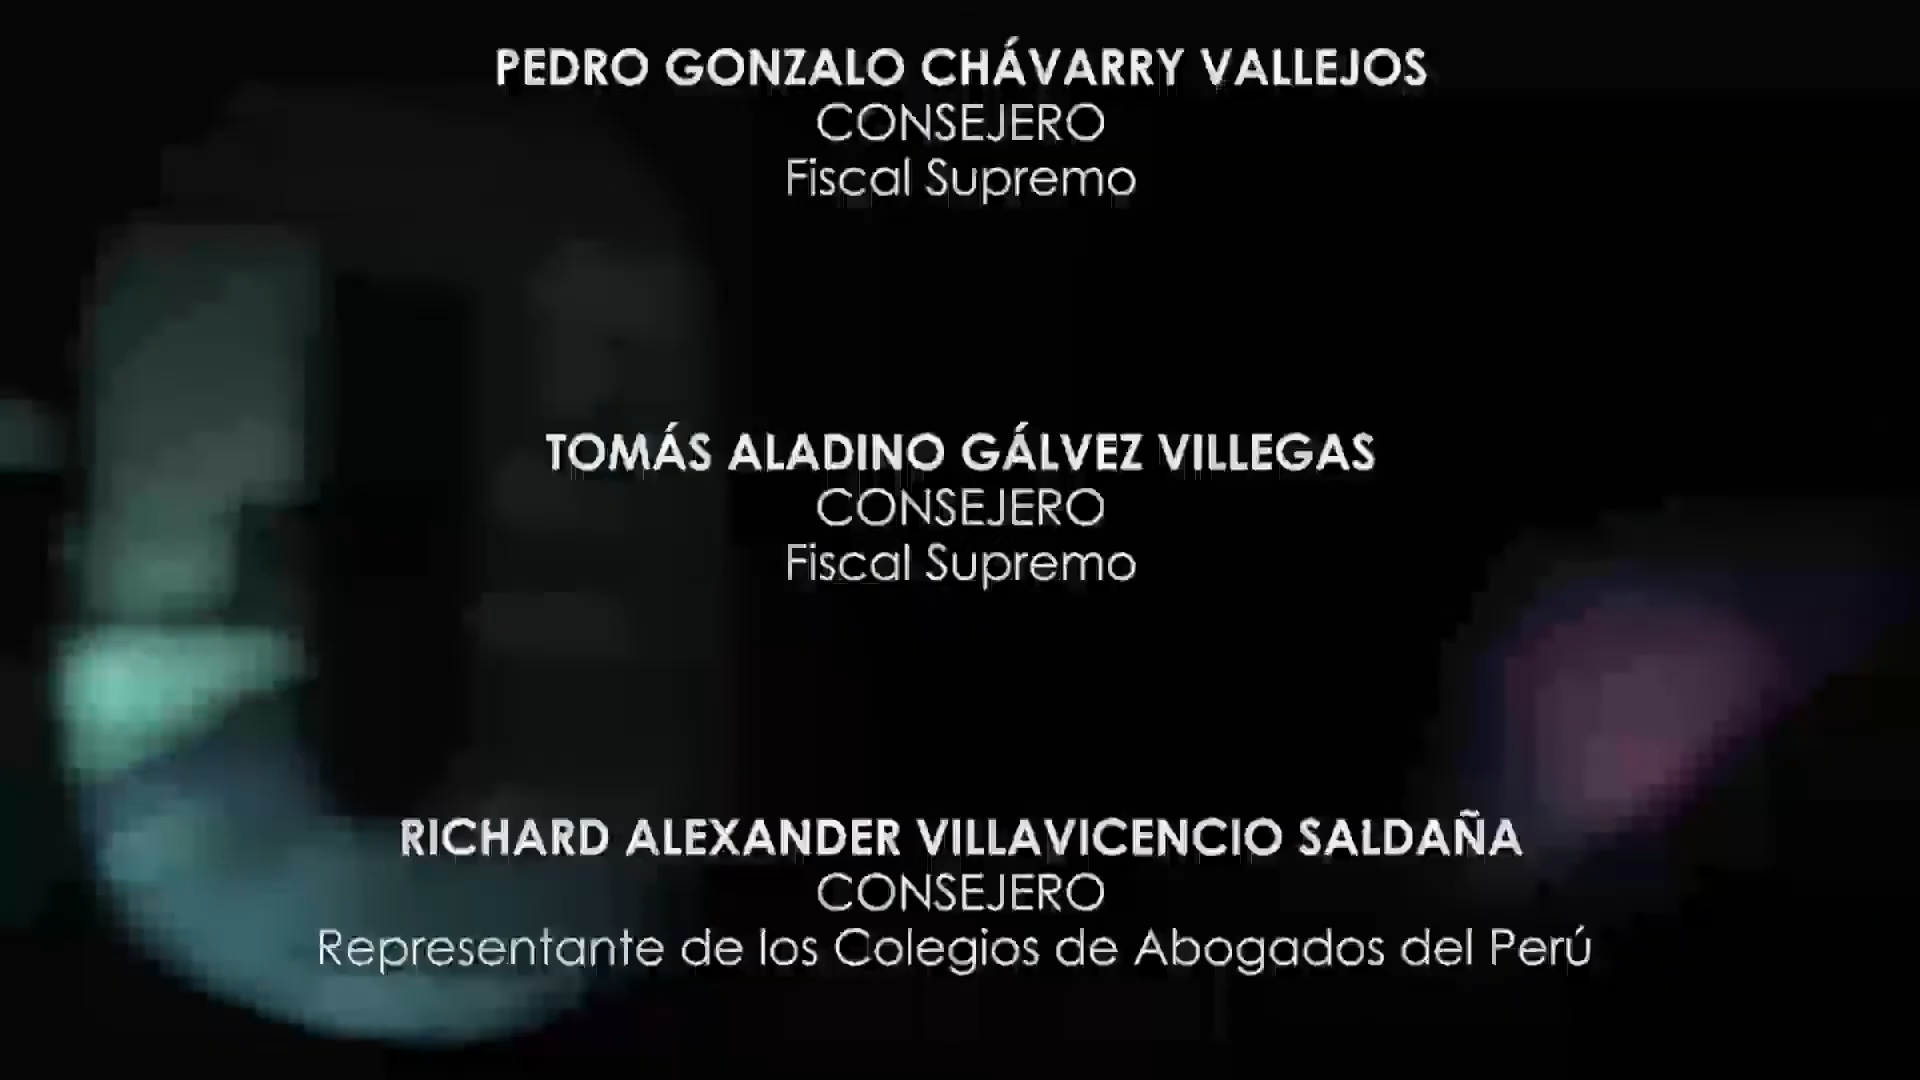 PEDRO GONZALO CHÁVARRY VALLEJOS
CONSEJERO
Fiscal Supremo
TOMÁS ALADINO GÁLVEZ VILLEGAS
CONSEJERO
Fiscal Supremo
RICHARD ALEXANDER VILLAVICENCIO SALDAÑA
CONSEJERO
Representante de los Colegios de Abogados del Perú